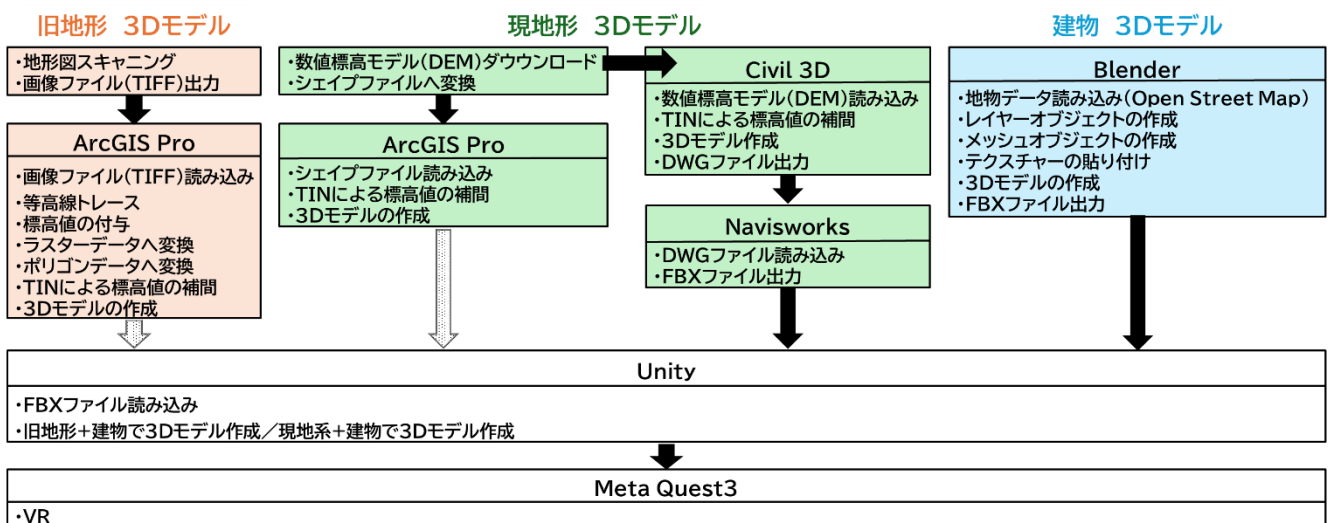 旧地形 3Dモデル
・地形図スキャニング
・画像ファイル(TIFF)出力
ArcGIS Pro
・画像ファイル(TIFF)読み込み
・等高線トレース
・標高値の付与
・ラスターデータへ変換
・ポリゴンデータへ変換
・TINによる標高値の補間
・3Dモデルの作成
現地形 3Dモデル
・数値標高モデル(DEM)ダウウンロード
・シェイプファイルへ変換
ArcGIS Pro
・シェイプファイル読み込み
・TINによる標高値の補間
・3Dモデルの作成
Civil 3D
・数値標高モデル(DEM)読み込み
・TINによる標高値の補間
・3Dモデル作成
・DWGファイル出力
Navisworks
・DWGファイル読み込み
・FBXファイル出力
建物 3Dモデル
Blender
・地物データ読み込み(Open Street Map)
・レイヤーオブジェクトの作成
・メッシュオブジェクトの作成
・テクスチャーの貼り付け
・3Dモデルの作成
・FBXファイル出力
Unity
・FBXファイル読み込み
・旧地形+建物で3Dモデル作成/現地系+建物で3Dモデル作成
Meta Quest3
・VR